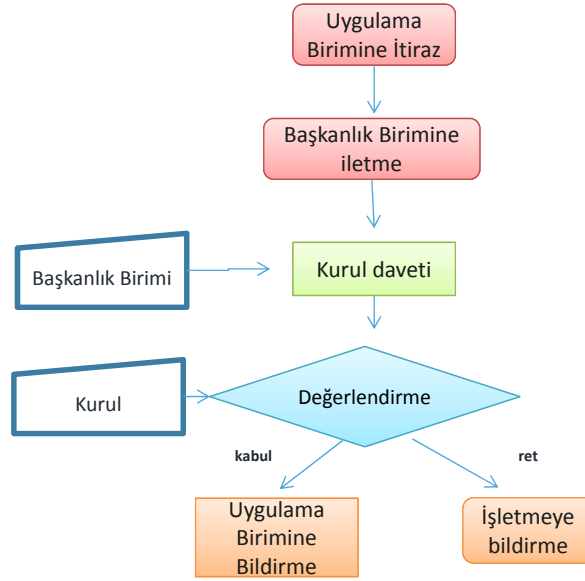 Uygulama
Birimine İtiraz
Başkanlık Birimine
iletme
Başkanlık Birimi
Kurul daveti
Kurul
Değerlendirme
kabul
ret
Uygulama
Birimine
Bildirme
İşletmeye
bildirme